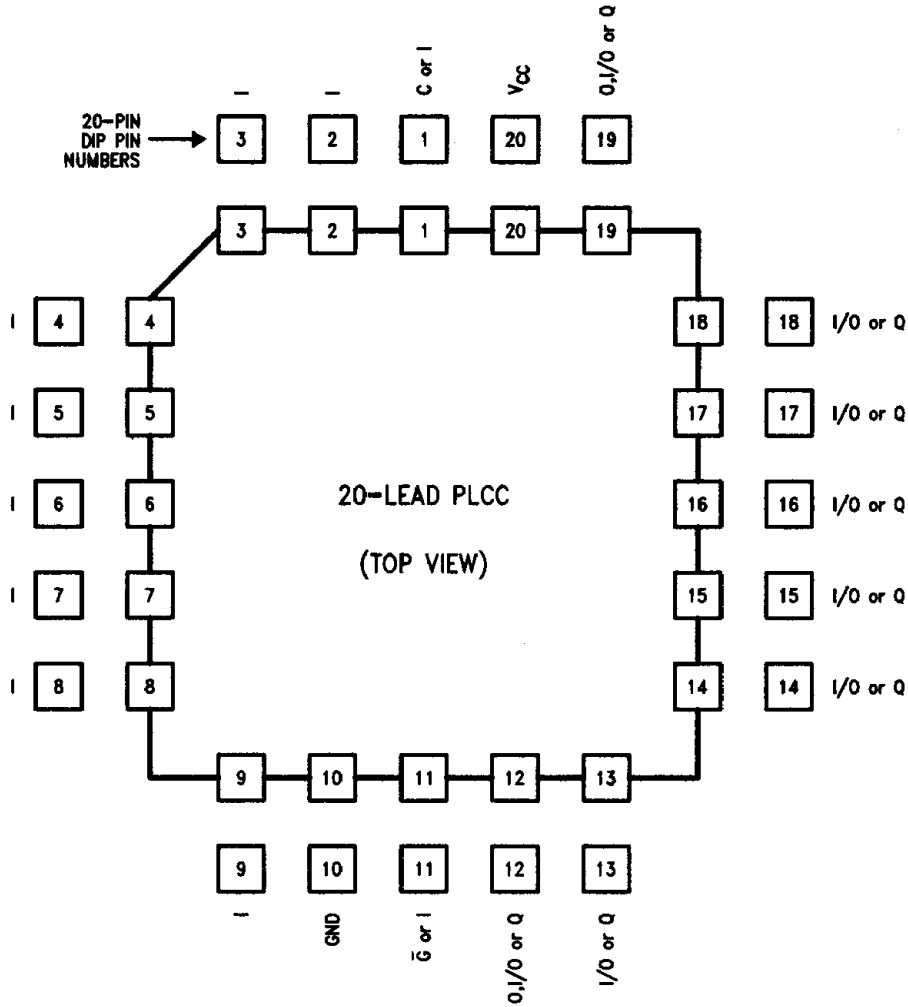 I
I
C or I
VCC
O,I/O or Q
20-PIN
DIP PIN
NUMBERS
3 2 1 20 19
3 2 1 20 19
I 4 4 18 18 I/O or Q
I 5 5 17 17 I/O or Q
I 6 6 16 16 I/O or Q
20-LEAD PLCC
(TOP VIEW)
I 7 7 15 15 I/O or Q
I 8 8 14 14 I/O or Q
9 10 11 12 13
9 10 11 12 13
I
GND
G̅ or I
O,I/O or Q
I/O or Q